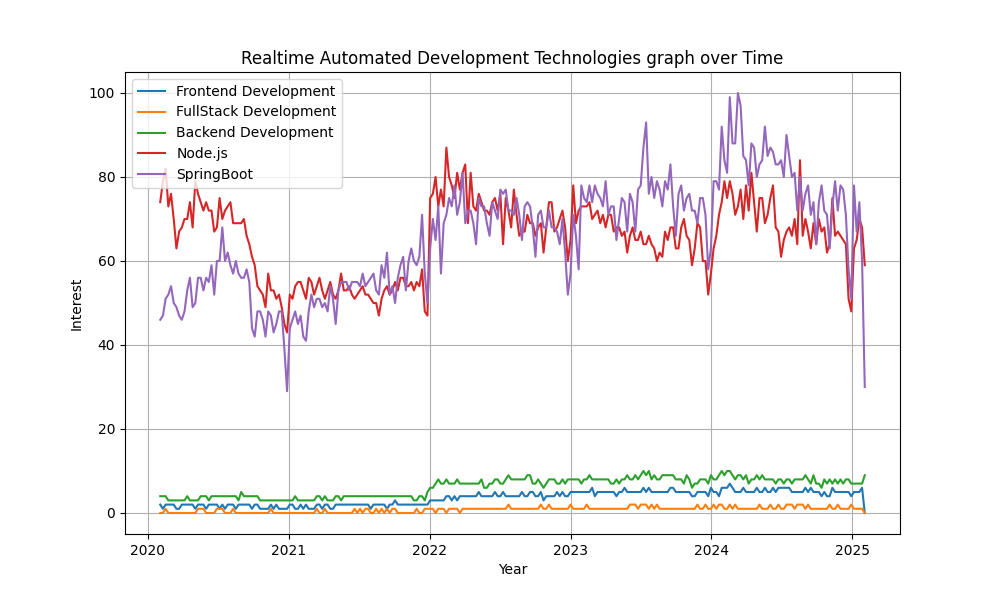 Realtime Automated Development Technologies graph over Time
Frontend Development
FullStack Development
Backend Development
Node.js
SpringBoot
100
80
60
40
20
0
Interest
2020
2021
2022
2023
2024
2025
Year